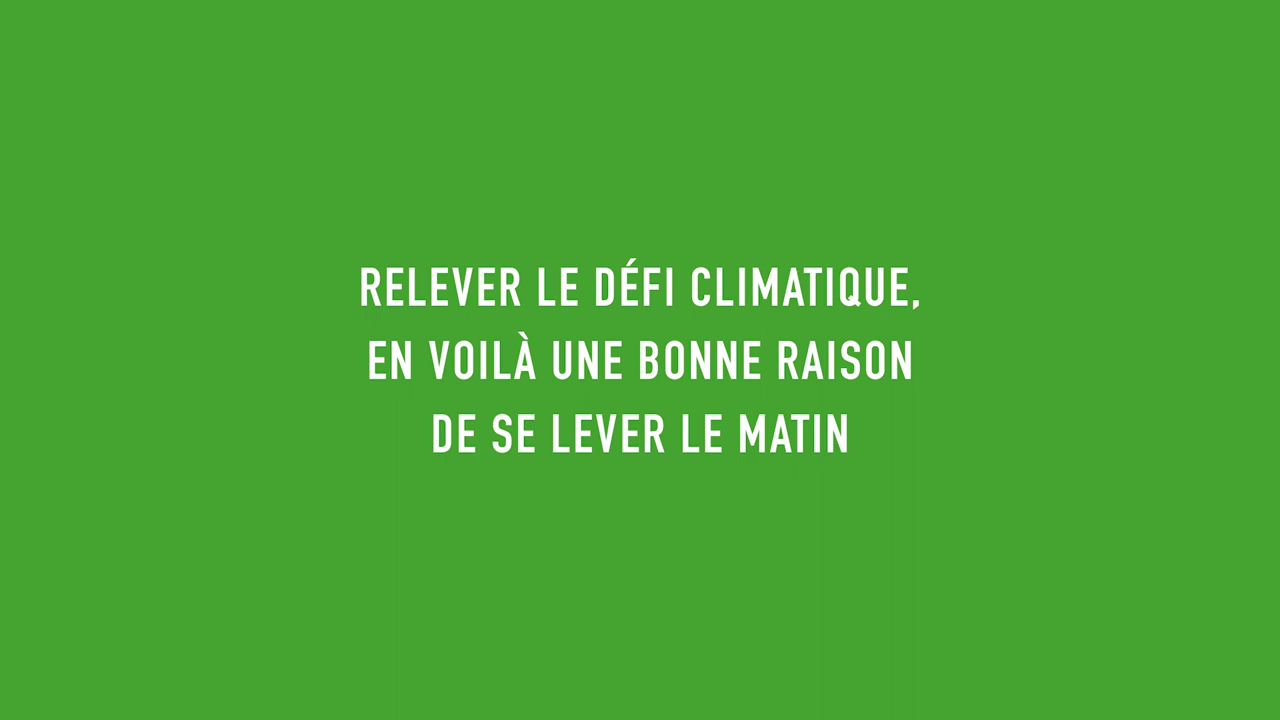 RELEVER LE DÉFI CLIMATIQUE,
EN VOILÀ UNE BONNE RAISON
DE SE LEVER LE MATIN